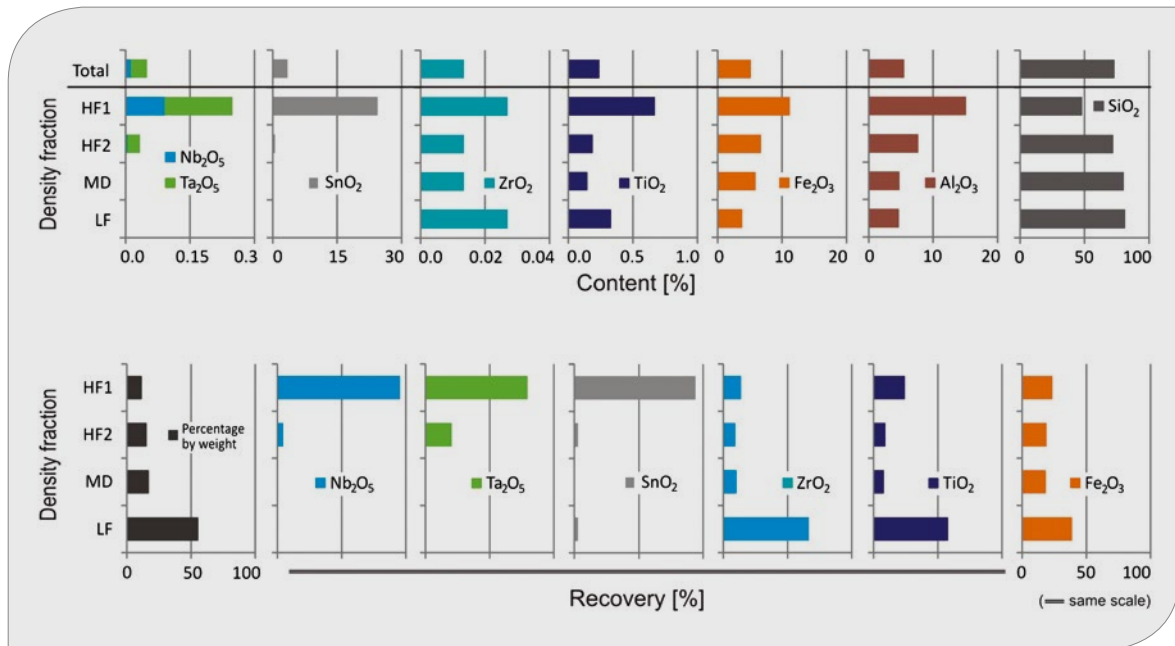 Total
HF1
HF2
MD
LF
Density fraction
Nb₂O₅
Ta₂O₅
SnO₂
ZrO₂
TiO₂
Fe₂O₃
Al₂O₃
SiO₂
0.0 0.15 0.3
0 15 30
0.0 0.02 0.04
0.0 0.5 1.0
0 10 20
0 10 20
0 50 100
Content [%]
HF1
HF2
MD
LF
Density fraction
Percentage
by weight
Nb₂O₅
Ta₂O₅
SnO₂
ZrO₂
TiO₂
Fe₂O₃
0 50 100
0 50 100
Recovery [%]
(— same scale)